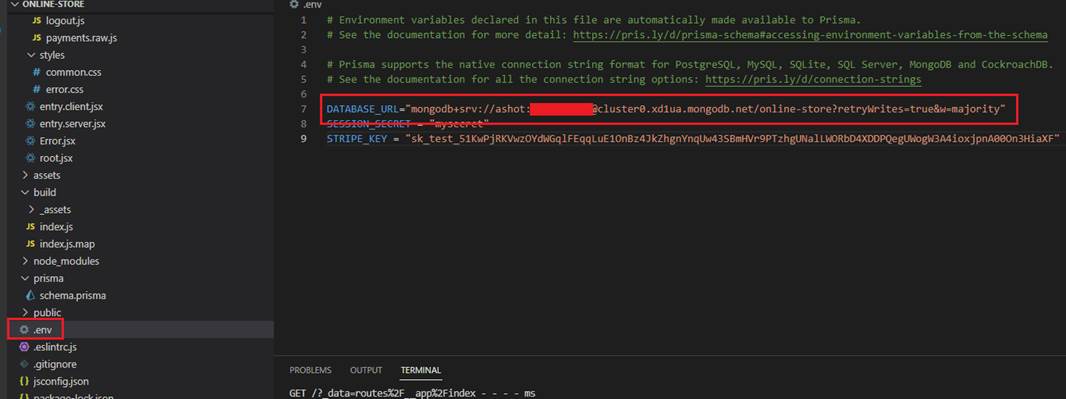 ONLINE-STORE
JS logout.js
JS payments.raw.js
styles
# common.css
# error.css
entry.client.jsx
entry.server.jsx
Error.jsx
root.jsx
assets
build
_assets
JS index.js
JS index.js.map
node_modules
prisma
schema.prisma
public
.env
.eslintrc.js
.gitignore
{} jsconfig.json
{} package-lock.json
.env
1 # Environment variables declared in this file are automatically made available to Prisma.
2 # See the documentation for more detail: https://pris.ly/d/prisma-schema#accessing-environment-variables-from-the-schema
3
4 # Prisma supports the native connection string format for PostgreSQL, MySQL, SQLite, SQL Server, MongoDB and CockroachDB.
5 # See the documentation for all the connection string options: https://pris.ly/d/connection-strings
6
7 DATABASE_URL="mongodb+srv://ashot:@cluster0.xd1ua.mongodb.net/online-store?retryWrites=true&w=majority"
8 SESSION_SECRET = "mysecret"
9 STRIPE_KEY = "sk_test_51KwPjRKVwzOYdWGqlFEqqLuE1OnBz4JkZhgnYnqUw43SBmHVr9PTzhgUNalLWORbD4XDDPQegUWogW3A4ioxjpnA00On3HiaXF"
PROBLEMS OUTPUT TERMINAL
GET /?_data=routes%2F__app%2Findex - - - - ms